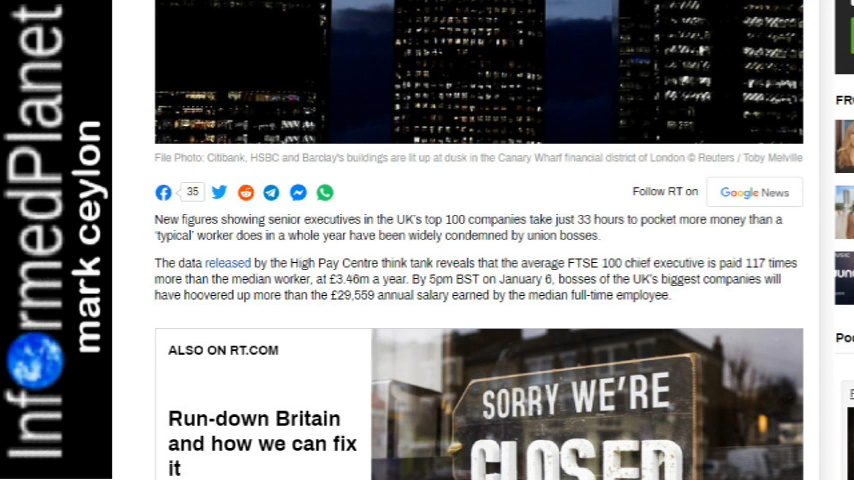 InformedPlanet
mark ceylon
File Photo: Citibank, HSBC and Barclay's buildings are lit up at dusk in the Canary Wharf financial district of London © Reuters / Toby Melville
35
Follow RT on
Google News
New figures showing senior executives in the UK's top 100 companies take just 33 hours to pocket more money than a
'typical' worker does in a whole year have been widely condemned by union bosses.
The data released by the High Pay Centre think tank reveals that the average FTSE 100 chief executive is paid 117 times
more than the median worker, at £3.46m a year. By 5pm BST on January 6, bosses of the UK's biggest companies will
have hoovered up more than the £29,559 annual salary earned by the median full-time employee.
ALSO ON RT.COM
Run-down Britain
and how we can fix
it
SORRY WE'RE
CLOSED
FR
Po